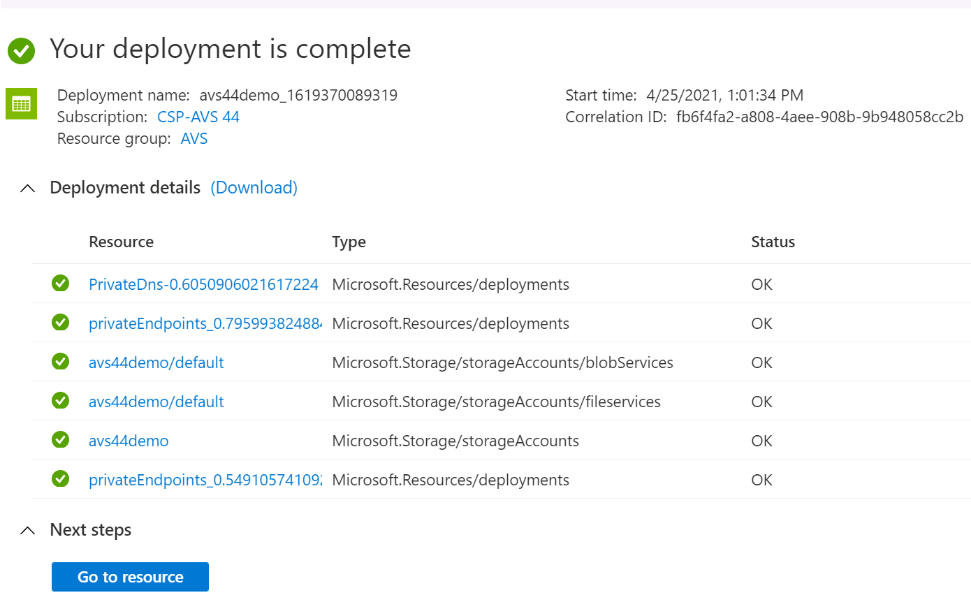 Your deployment is complete
Deployment name: avs44demo_1619370089319
Start time: 4/25/2021, 1:01:34 PM
Subscription: CSP-AVS 44
Correlation ID: fb6f4fa2-a808-4aee-908b-9b948058cc2b
Resource group: AVS
Deployment details (Download)
Resource Type Status
PrivateDns-0.6050906021617224 Microsoft.Resources/deployments OK
privateEndpoints_0.79599382488 Microsoft.Resources/deployments OK
avs44demo/default Microsoft.Storage/storageAccounts/blobServices OK
avs44demo/default Microsoft.Storage/storageAccounts/fileservices OK
avs44demo Microsoft.Storage/storageAccounts OK
privateEndpoints_0.54910574109 Microsoft.Resources/deployments OK
Next steps
Go to resource